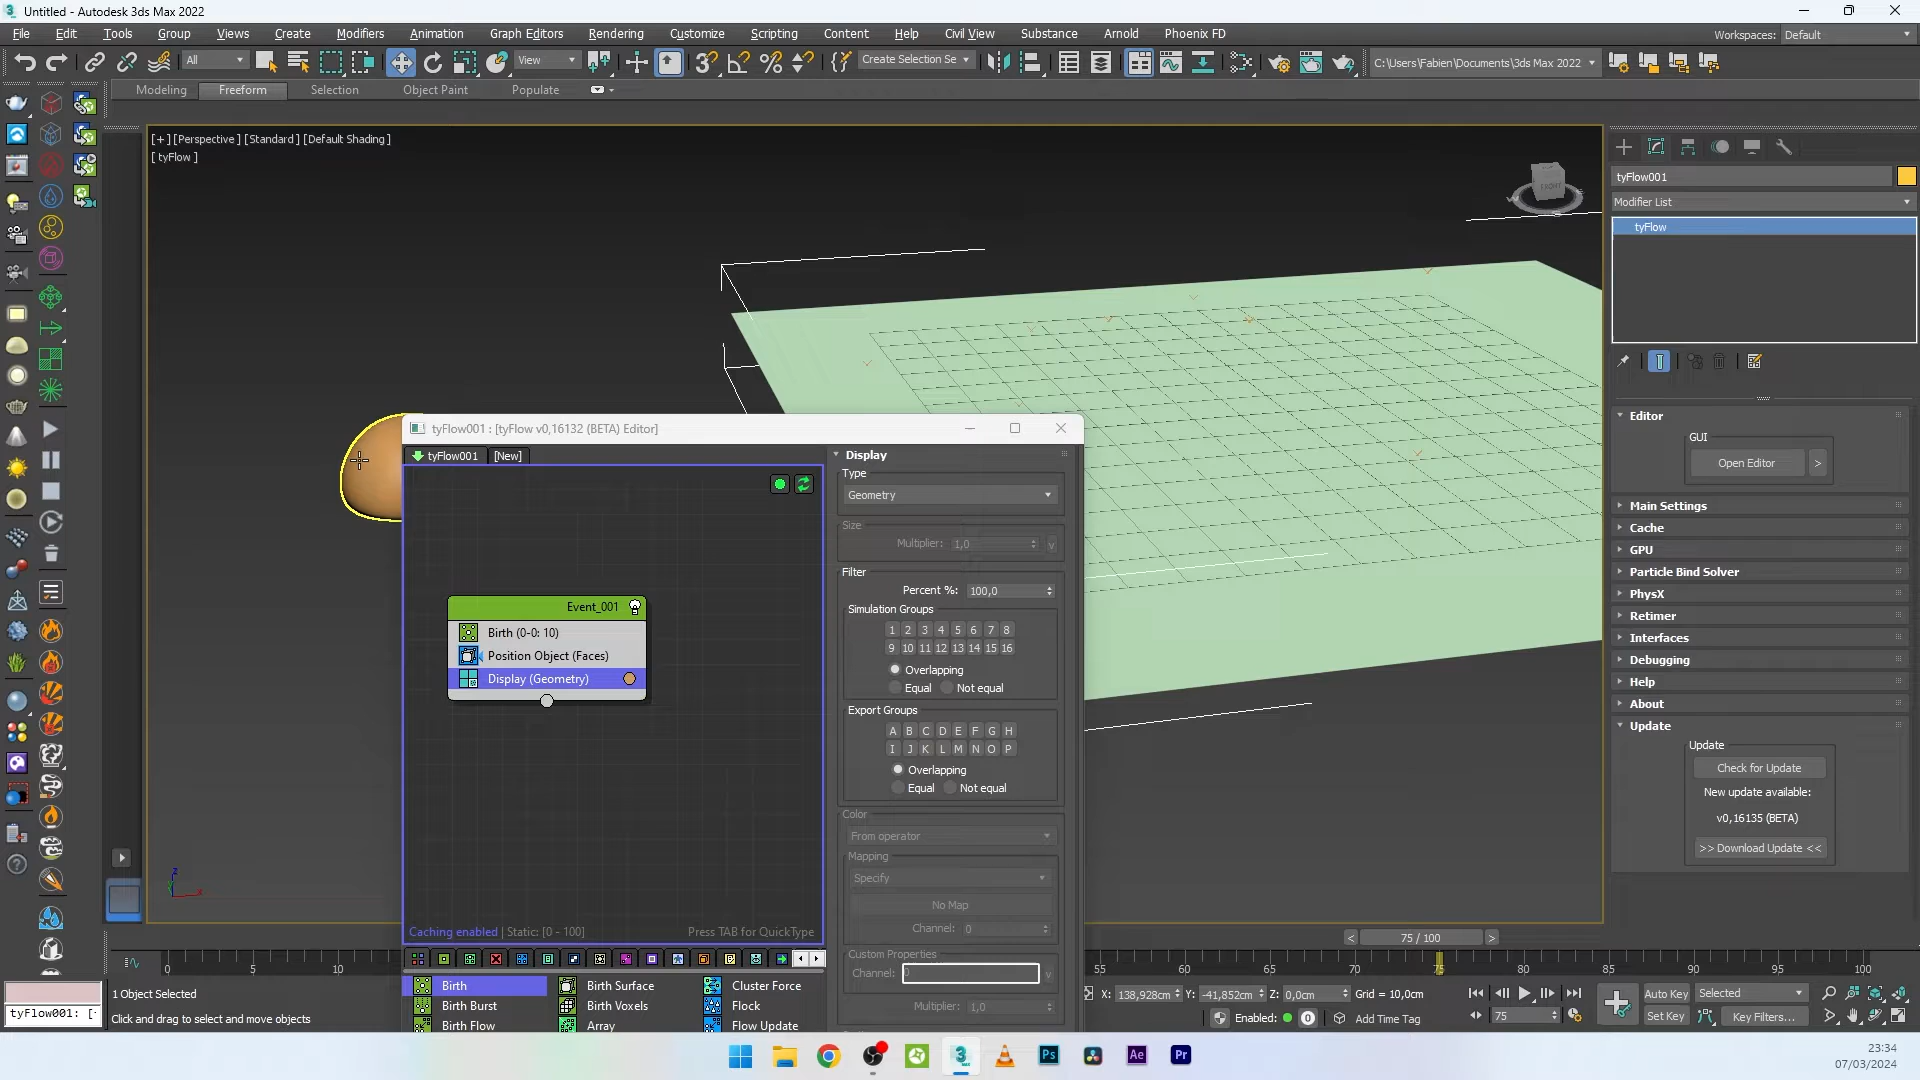 Untitled - Autodesk 3ds Max 2022
File Edit Tools Group Views Create Modifiers Animation Graph Editors Rendering Customize Scripting Content Help Civil View Substance Arnold Phoenix FD
Workspaces: Default
All
View
Create Selection Se
C:\Users\Fabien\Documents\3ds Max 2022
Modeling Freeform Selection Object Paint Populate
[+] [Perspective] [Standard] [Default Shading]
[ tyFlow ]
FRONT
tyFlow001
Modifier List
tyFlow
Editor
GUI
Open Editor >
Main Settings
Cache
GPU
Particle Bind Solver
PhysX
Retimer
Interfaces
Debugging
Help
About
Update
Update
Check for Update
New update available:
v0,16135 (BETA)
>> Download Update <<
tyFlow001 : [tyFlow v0,16132 (BETA) Editor]
tyFlow001 [New]
Event_001
Birth (0-0: 10)
Position Object (Faces)
Display (Geometry)
Caching enabled | Static: [0 - 100]
Press TAB for QuickType
Display
Type
Geometry
Size
Multiplier: 1,0
Filter
Percent %: 100,0
Simulation Groups
1 2 3 4 5 6 7 8
9 10 11 12 13 14 15 16
Overlapping
Equal Not equal
Export Groups
A B C D E F G H
I J K L M N O P
Overlapping
Equal Not equal
Color
From operator
Mapping
Specify
No Map
Channel: 0
Custom Properties
Channel:
Multiplier: 1,0
Birth Birth Surface Cluster Force
Birth Burst Birth Voxels Flock
Birth Flow Array Flow Update
< 75 / 100 >
0 5 10 55 60 65 70 75 80 85 90 95 100
1 Object Selected
Click and drag to select and move objects
tyFlow001: [-
X: 138,928cm Y: -41,852cm Z: 0,0cm Grid = 10,0cm
Enabled: 0 Add Time Tag
75
Auto Key Selected
Set Key Key Filters...
Ps Ae Pr
23:34
07/03/2024